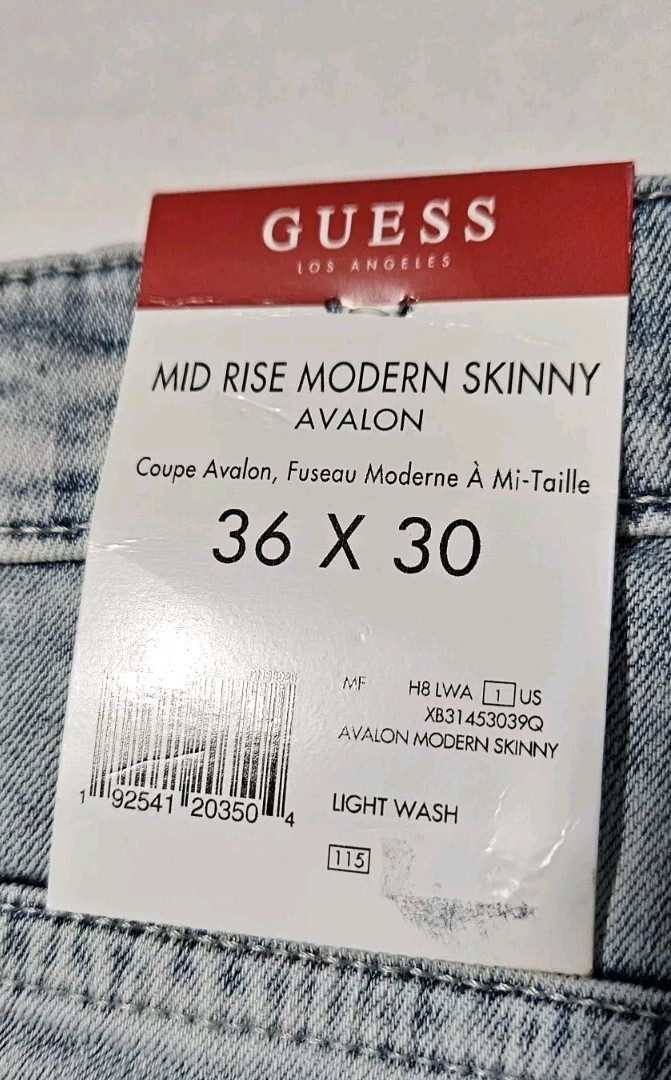 GUESS
LOS ANGELES
MID RISE MODERN SKINNY
AVALON
Coupe Avalon, Fuseau Moderne À Mi-Taille
36 X 30
MF H8 LWA 1 US
XB31453039Q
AVALON MODERN SKINNY
1 92541 20350 4
LIGHT WASH
115